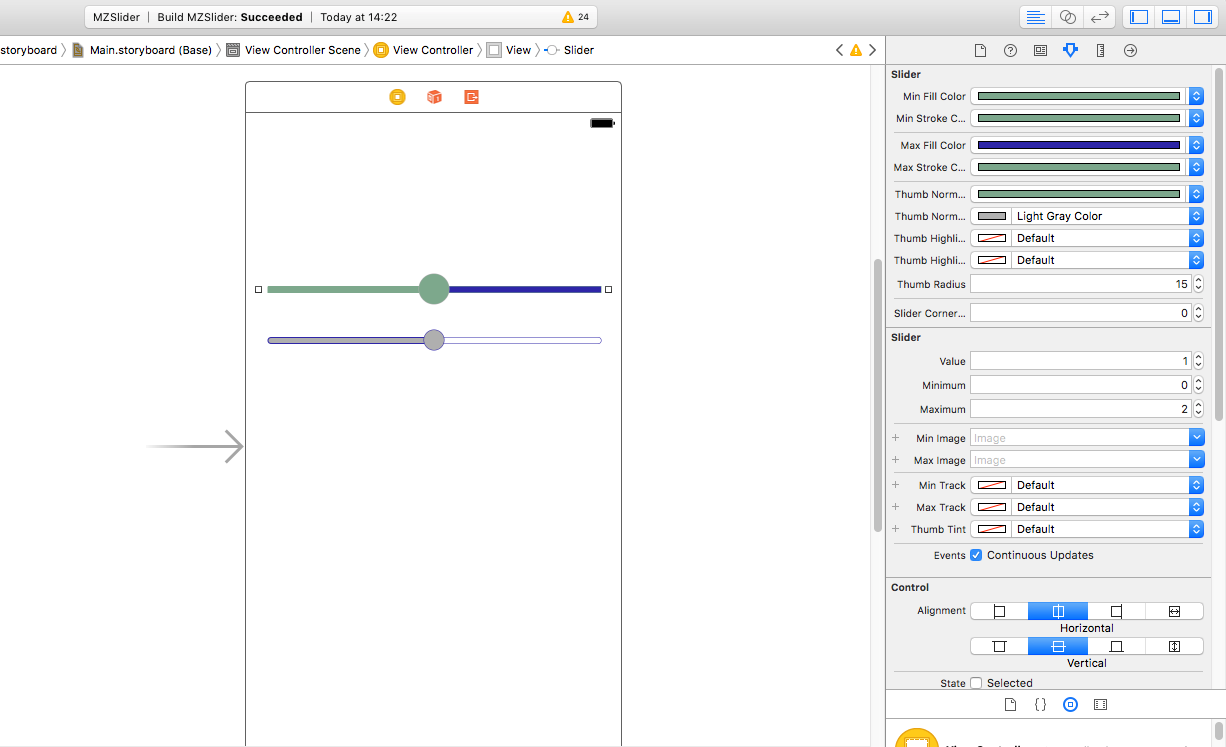 MZSlider | Build MZSlider: Succeeded | Today at 14:22
24
storyboard Main.storyboard (Base) View Controller Scene View Controller View Slider
Slider
Min Fill Color
Min Stroke C...
Max Fill Color
Max Stroke C...
Thumb Norm...
Thumb Norm... Light Gray Color
Thumb Highli... Default
Thumb Highli... Default
Thumb Radius 15
Slider Corner... 0
Slider
Value 1
Minimum 0
Maximum 2
+ Min Image Image
+ Max Image Image
+ Min Track Default
+ Max Track Default
+ Thumb Tint Default
Events Continuous Updates
Control
Alignment
Horizontal
Vertical
State Selected
{ }